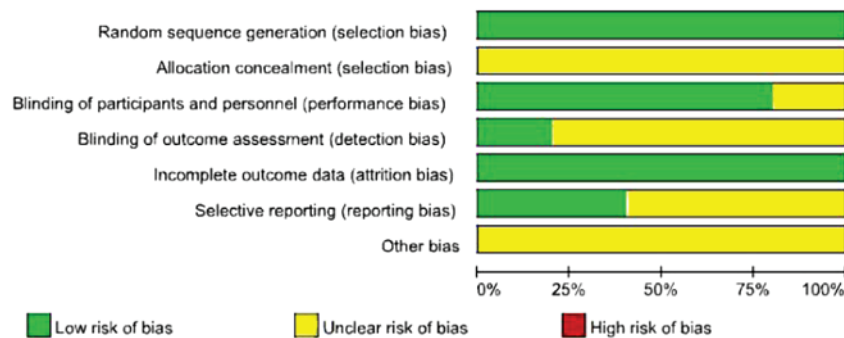 Random sequence generation (selection bias)
Allocation concealment (selection bias)
Blinding of participants and personnel (performance bias)
Blinding of outcome assessment (detection bias)
Incomplete outcome data (attrition bias)
Selective reporting (reporting bias)
Other bias
0% 25% 50% 75% 100%
Low risk of bias Unclear risk of bias High risk of bias